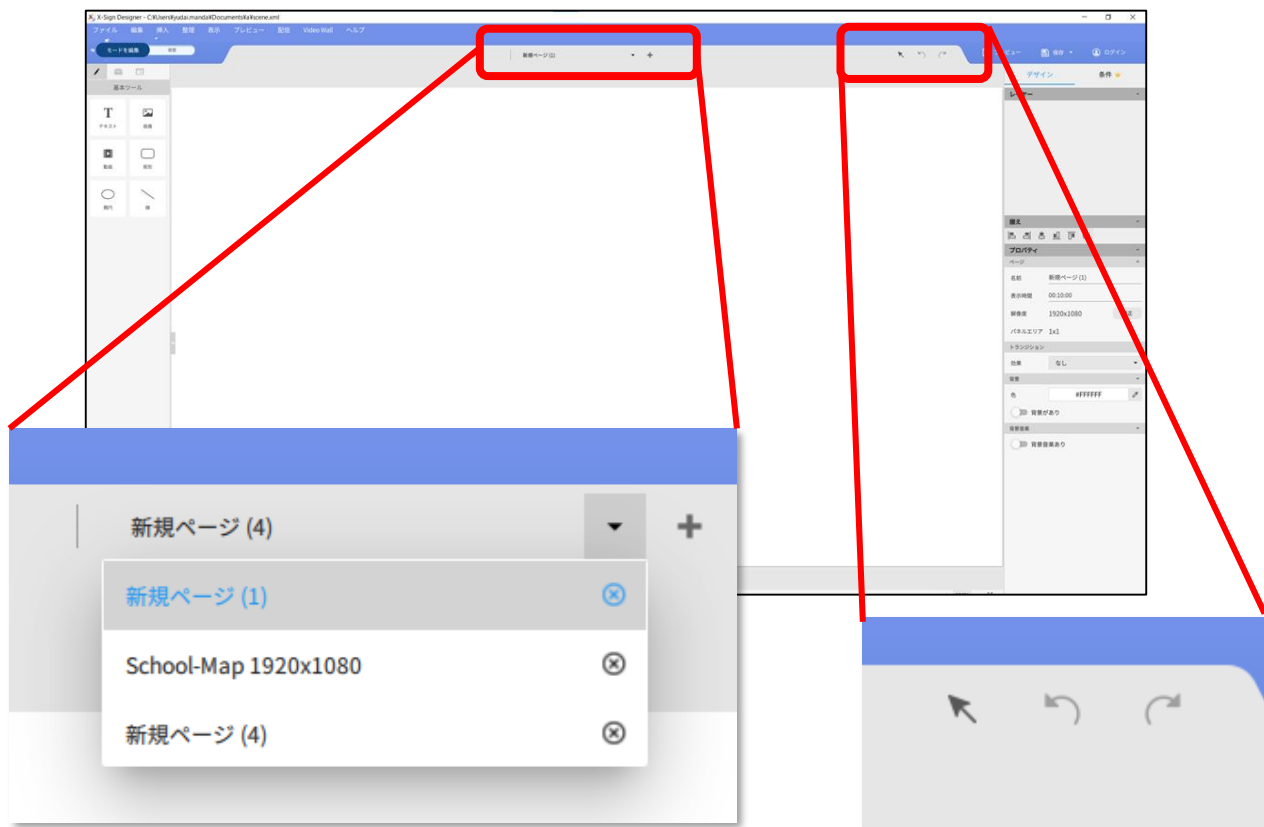 X-Sign Designer - C:¥Users¥yudai.manda¥Documents¥a¥scene.xml
ファイル 編集 挿入 整理 表示 プレビュー 配信 Video Wall ヘルプ
モードを編集
新規ページ (1)
保存
ログイン
デザイン 条件
基本ツール
T
テキスト 画像
動画 矩形
楕円 線
レイヤー
揃え
プロパティ
ページ
名前 新規ページ (1)
表示時間 00:10:00
解像度 1920x1080
パネルエリア 1x1
トランジション
効果 なし
背景
色 #FFFFFF
背景があり
背景音楽
背景音楽あり
新規ページ (4)
新規ページ (1)
School-Map 1920x1080
新規ページ (4)